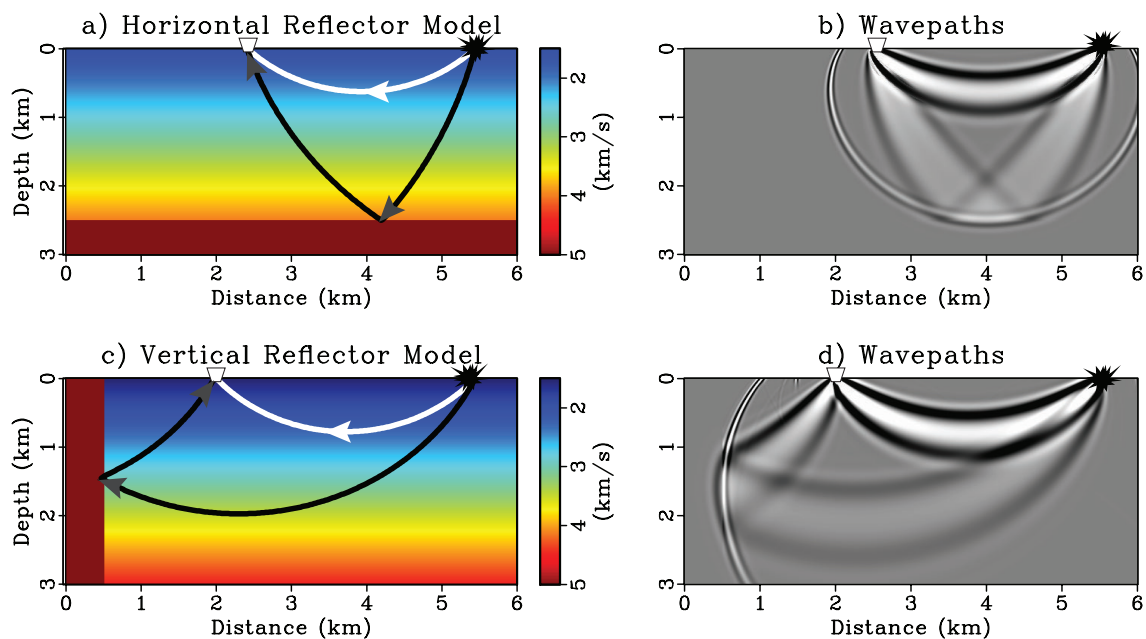 a) Horizontal Reflector Model
0
1
2
3
Depth (km)
0 1 2 3 4 5 6
Distance (km)
2
3
4
5
(km/s)
b) Wavepaths
0
1
2
3
0 1 2 3 4 5 6
Distance (km)
c) Vertical Reflector Model
0
1
2
3
Depth (km)
0 1 2 3 4 5 6
Distance (km)
2
3
4
5
(km/s)
d) Wavepaths
0
1
2
3
0 1 2 3 4 5 6
Distance (km)